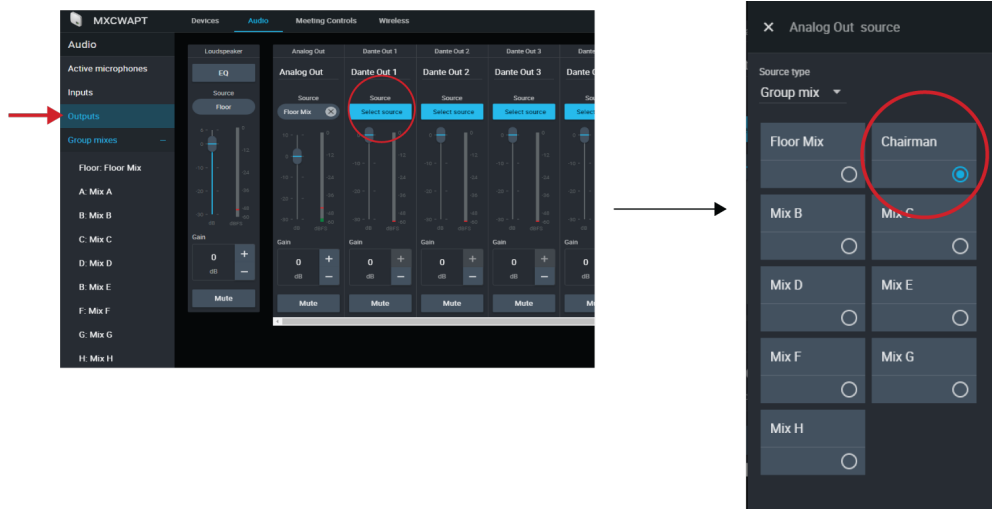 MXCWAPT
Devices Audio Meeting Controls Wireless
Audio
Active microphones
Inputs
Outputs
Group mixes
Floor: Floor Mix
A: Mix A
B: Mix B
C: Mix C
D: Mix D
B: Mix E
F: Mix F
G: Mix G
H: Mix H
Loudspeaker Analog Out Dante Out 1 Dante Out 2 Dante Out 3 Dante
EQ
Analog Out Dante Out 1 Dante Out 2 Dante Out 3
Source
Floor
Source Source Source Source
Floor Mix Select source Select source Select source
Gain Gain Gain Gain Gain Gain
0 0 0 0 0
dB dB dB dB dB
Mute Mute Mute Mute Mute
Analog Out source
Source type
Group mix
Floor Mix Chairman
Mix B Mix C
Mix D Mix E
Mix F Mix G
Mix H